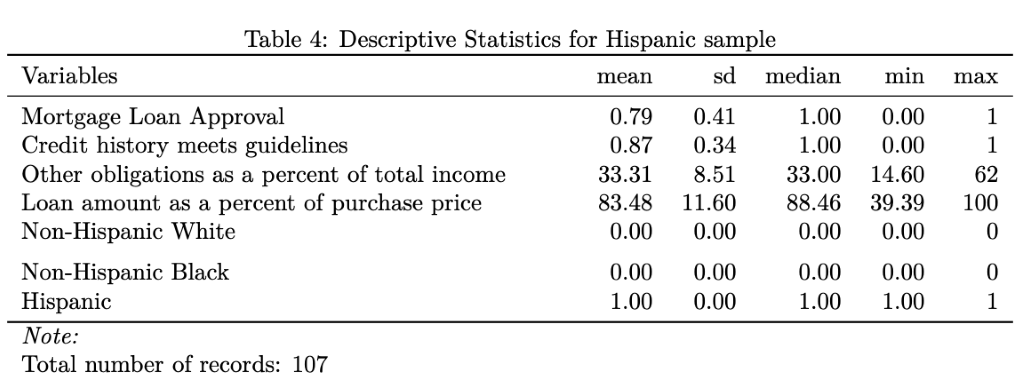 Table 4: Descriptive Statistics for Hispanic sample
Variables mean sd median min max
Mortgage Loan Approval 0.79 0.41 1.00 0.00 1
Credit history meets guidelines 0.87 0.34 1.00 0.00 1
Other obligations as a percent of total income 33.31 8.51 33.00 14.60 62
Loan amount as a percent of purchase price 83.48 11.60 88.46 39.39 100
Non-Hispanic White 0.00 0.00 0.00 0.00 0
Non-Hispanic Black 0.00 0.00 0.00 0.00 0
Hispanic 1.00 0.00 1.00 1.00 1
Note:
Total number of records: 107